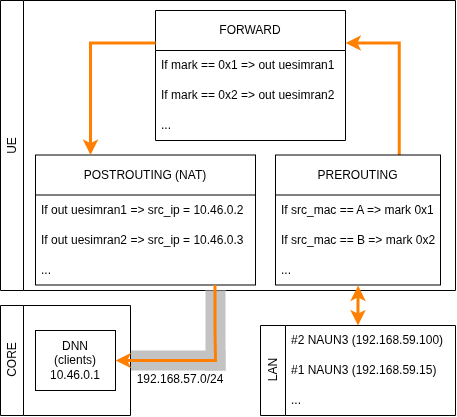 UE
FORWARD
If mark == 0x1 => out uesimran1
If mark == 0x2 => out uesimran2
...
POSTROUTING (NAT)
If out uesimran1 => src_ip = 10.46.0.2
If out uesimran2 => src_ip = 10.46.0.3
...
PREROUTING
If src_mac == A => mark 0x1
If src_mac == B => mark 0x2
...
CORE
DNN
(clients)
10.46.0.1
192.168.57.0/24
LAN
#2 NAUN3 (192.168.59.100)
#1 NAUN3 (192.168.59.15)
...